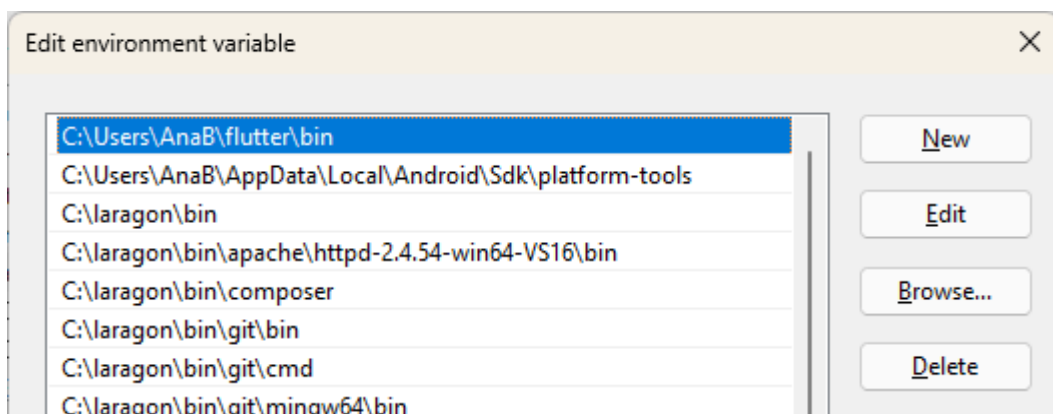 Edit environment variable
C:\Users\AnaB\flutter\bin
New
C:\Users\AnaB\AppData\Local\Android\Sdk\platform-tools
C:\laragon\bin
Edit
C:\laragon\bin\apache\httpd-2.4.54-win64-VS16\bin
C:\laragon\bin\composer
Browse...
C:\laragon\bin\git\bin
C:\laragon\bin\git\cmd
Delete
C:\laragon\bin\git\mingw64\bin